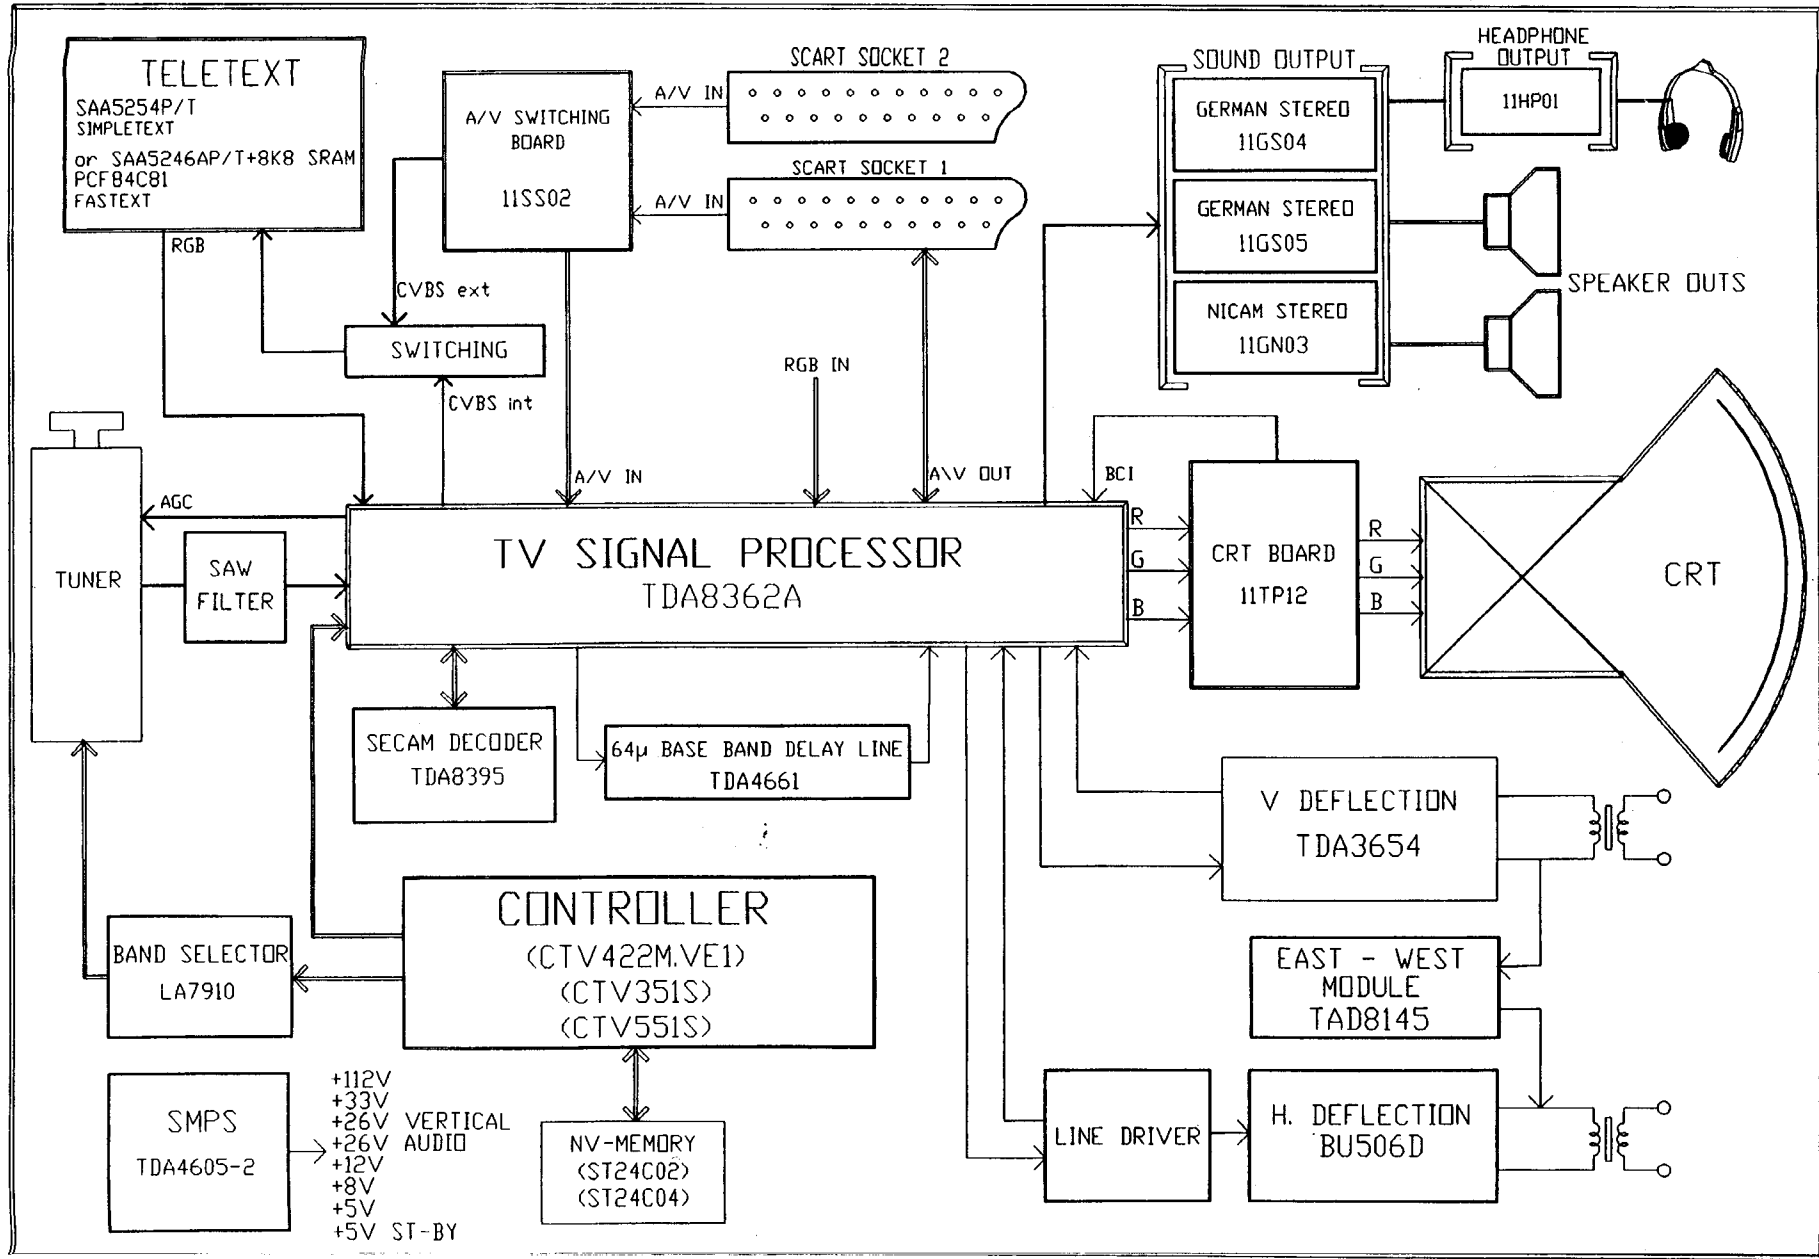 TELETEXT
SAA5254P/T
SIMPLETEXT
or SAA5246AP/T+8K8 SRAM
PCF84C81
FASTEXT
RGB
A/V SWITCHING
BOARD
11SS02
SCART SOCKET 2
A/V IN
SCART SOCKET 1
A/V IN
SOUND OUTPUT
GERMAN STEREO
11GS04
GERMAN STEREO
11GS05
NICAM STEREO
11GN03
HEADPHONE
OUTPUT
11HP01
SPEAKER OUTS
CVBS ext
SWITCHING
CVBS int
RGB IN
A/V IN
A\V OUT
BCI
AGC
TUNER
SAW
FILTER
TV SIGNAL PROCESSOR
TDA8362A
R
G
B
CRT BOARD
11TP12
R
G
B
CRT
SECAM DECODER
TDA8395
64µ BASE BAND DELAY LINE
TDA4661
V DEFLECTION
TDA3654
CONTROLLER
(CTV422M.VE1)
(CTV351S)
(CTV551S)
BAND SELECTOR
LA7910
EAST - WEST
MODULE
TAD8145
SMPS
TDA4605-2
+112V
+33V
+26V VERTICAL
+26V AUDIO
+12V
+8V
+5V
+5V ST-BY
NV-MEMORY
(ST24C02)
(ST24C04)
LINE DRIVER
H. DEFLECTION
BU506D